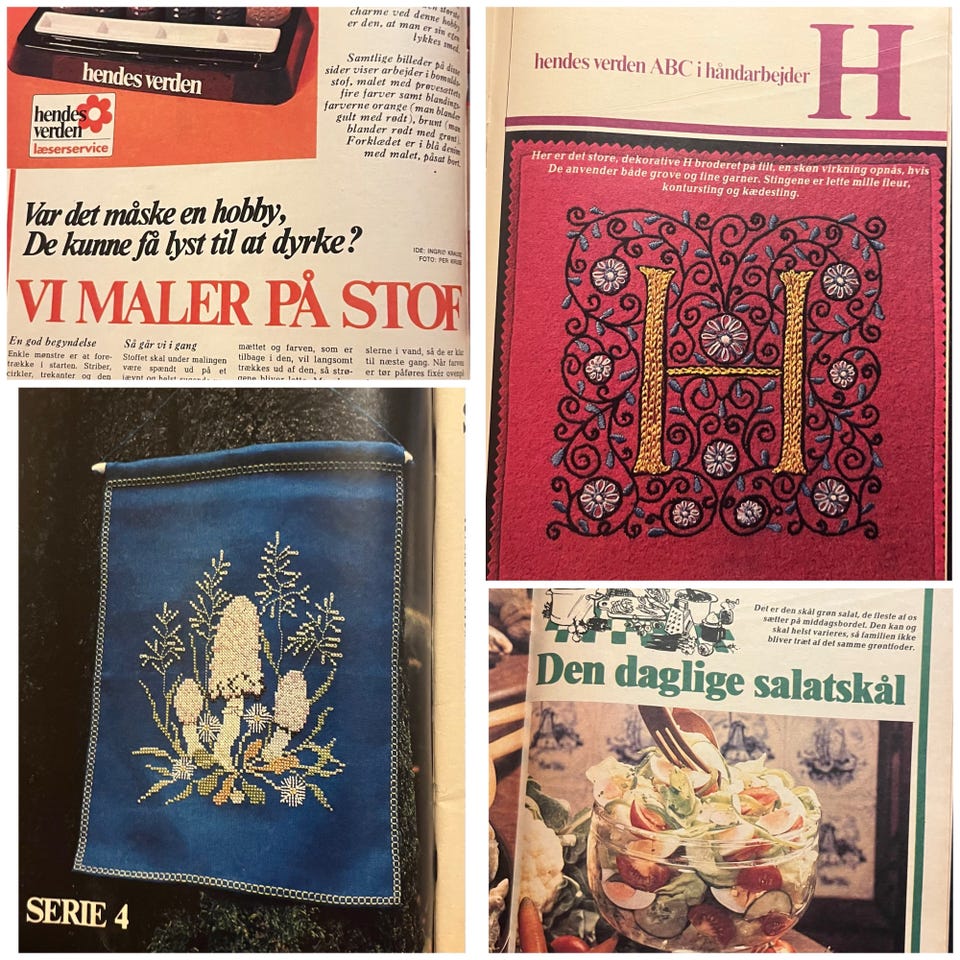 charme ved denne hobby
er den, at man er sin egen
lykkes smed.
Samtlige billeder på disse
sider viser arbejder i bomulds-
stof, malet med prøvesættets
fire farver samt blandings-
farverne orange (man blander
gult med rødt), brunt (man
blander rødt med grønt).
Forklædet er i blå denim
med malet, påsat bort.
hendes verden
hendes
verden
læserservice
Var det måske en hobby,
De kunne få lyst til at dyrke?
IDE: INGRID KRAUSE
FOTO: PER KRUSE
VI MALER PÅ STOF
En god begyndelse
Enkle mønstre er at fore-
trække i starten. Striber,
cirkler, trekanter og den
Så går vi i gang
Stoffet skal under malingen
være spændt ud på et
jævnt og helst sugende
mættet og farven, som er
tilbage i den, vil langsomt
trækkes ud af den, så strø-
gene bliver
slerne i vand, så de er klar
til næste gang. Når farven
er tør påføres fixér ovenpå
hendes verden ABC i håndarbejder H
Her er det store, dekorative H broderet på filt, en skøn virkning opnås, hvis
De anvender både grove og fine garner. Stingene er lette mille fleur,
kontursting og kædesting.
SERIE 4
Det er den skål grøn salat, de fleste af os
sætter på middagsbordet. Den kan og
skal helst varieres, så familien ikke
bliver træt af det samme grøntfoder.
Den daglige salatskål